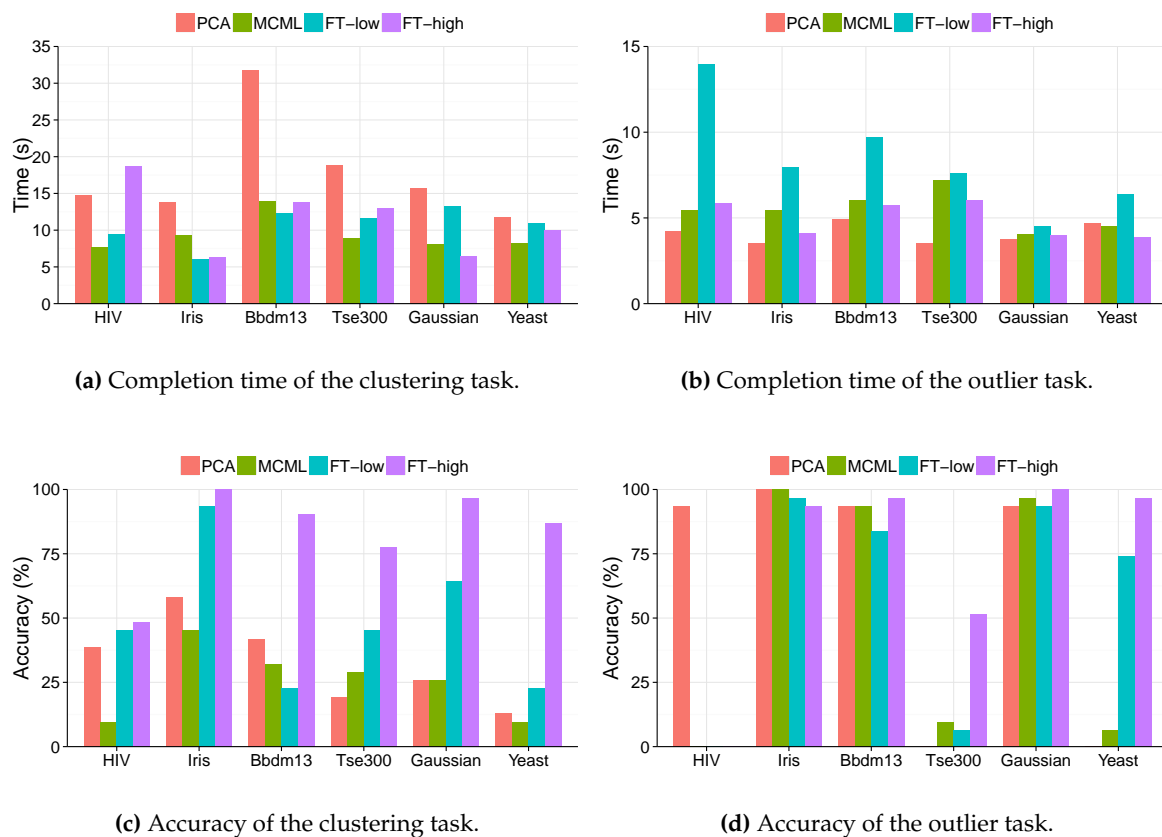 PCA MCML FT−low FT−high
35
30
25
20
15
10
5
0
Time (s)
HIV Iris Bbdm13 Tse300 Gaussian Yeast
(a) Completion time of the clustering task.
PCA MCML FT−low FT−high
15
10
5
0
Time (s)
HIV Iris Bbdm13 Tse300 Gaussian Yeast
(b) Completion time of the outlier task.
PCA MCML FT−low FT−high
100
75
50
25
0
Accuracy (%)
HIV Iris Bbdm13 Tse300 Gaussian Yeast
(c) Accuracy of the clustering task.
PCA MCML FT−low FT−high
100
75
50
25
0
Accuracy (%)
HIV Iris Bbdm13 Tse300 Gaussian Yeast
(d) Accuracy of the outlier task.